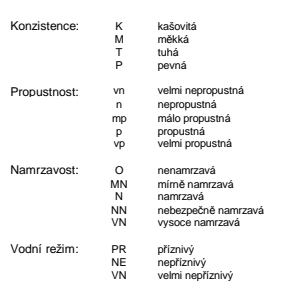 Konzistence: K kašovitá
M měkká
T tuhá
P pevná
Propustnost: vn velmi nepropustná
n nepropustná
mp málo propustná
p propustná
vp velmi propustná
Namrzavost: O nenamrzavá
MN mírně namrzavá
N namrzavá
NN nebezpečně namrzavá
VN vysoce namrzavá
Vodní režim: PR příznivý
NE nepříznivý
VN velmi nepříznivý